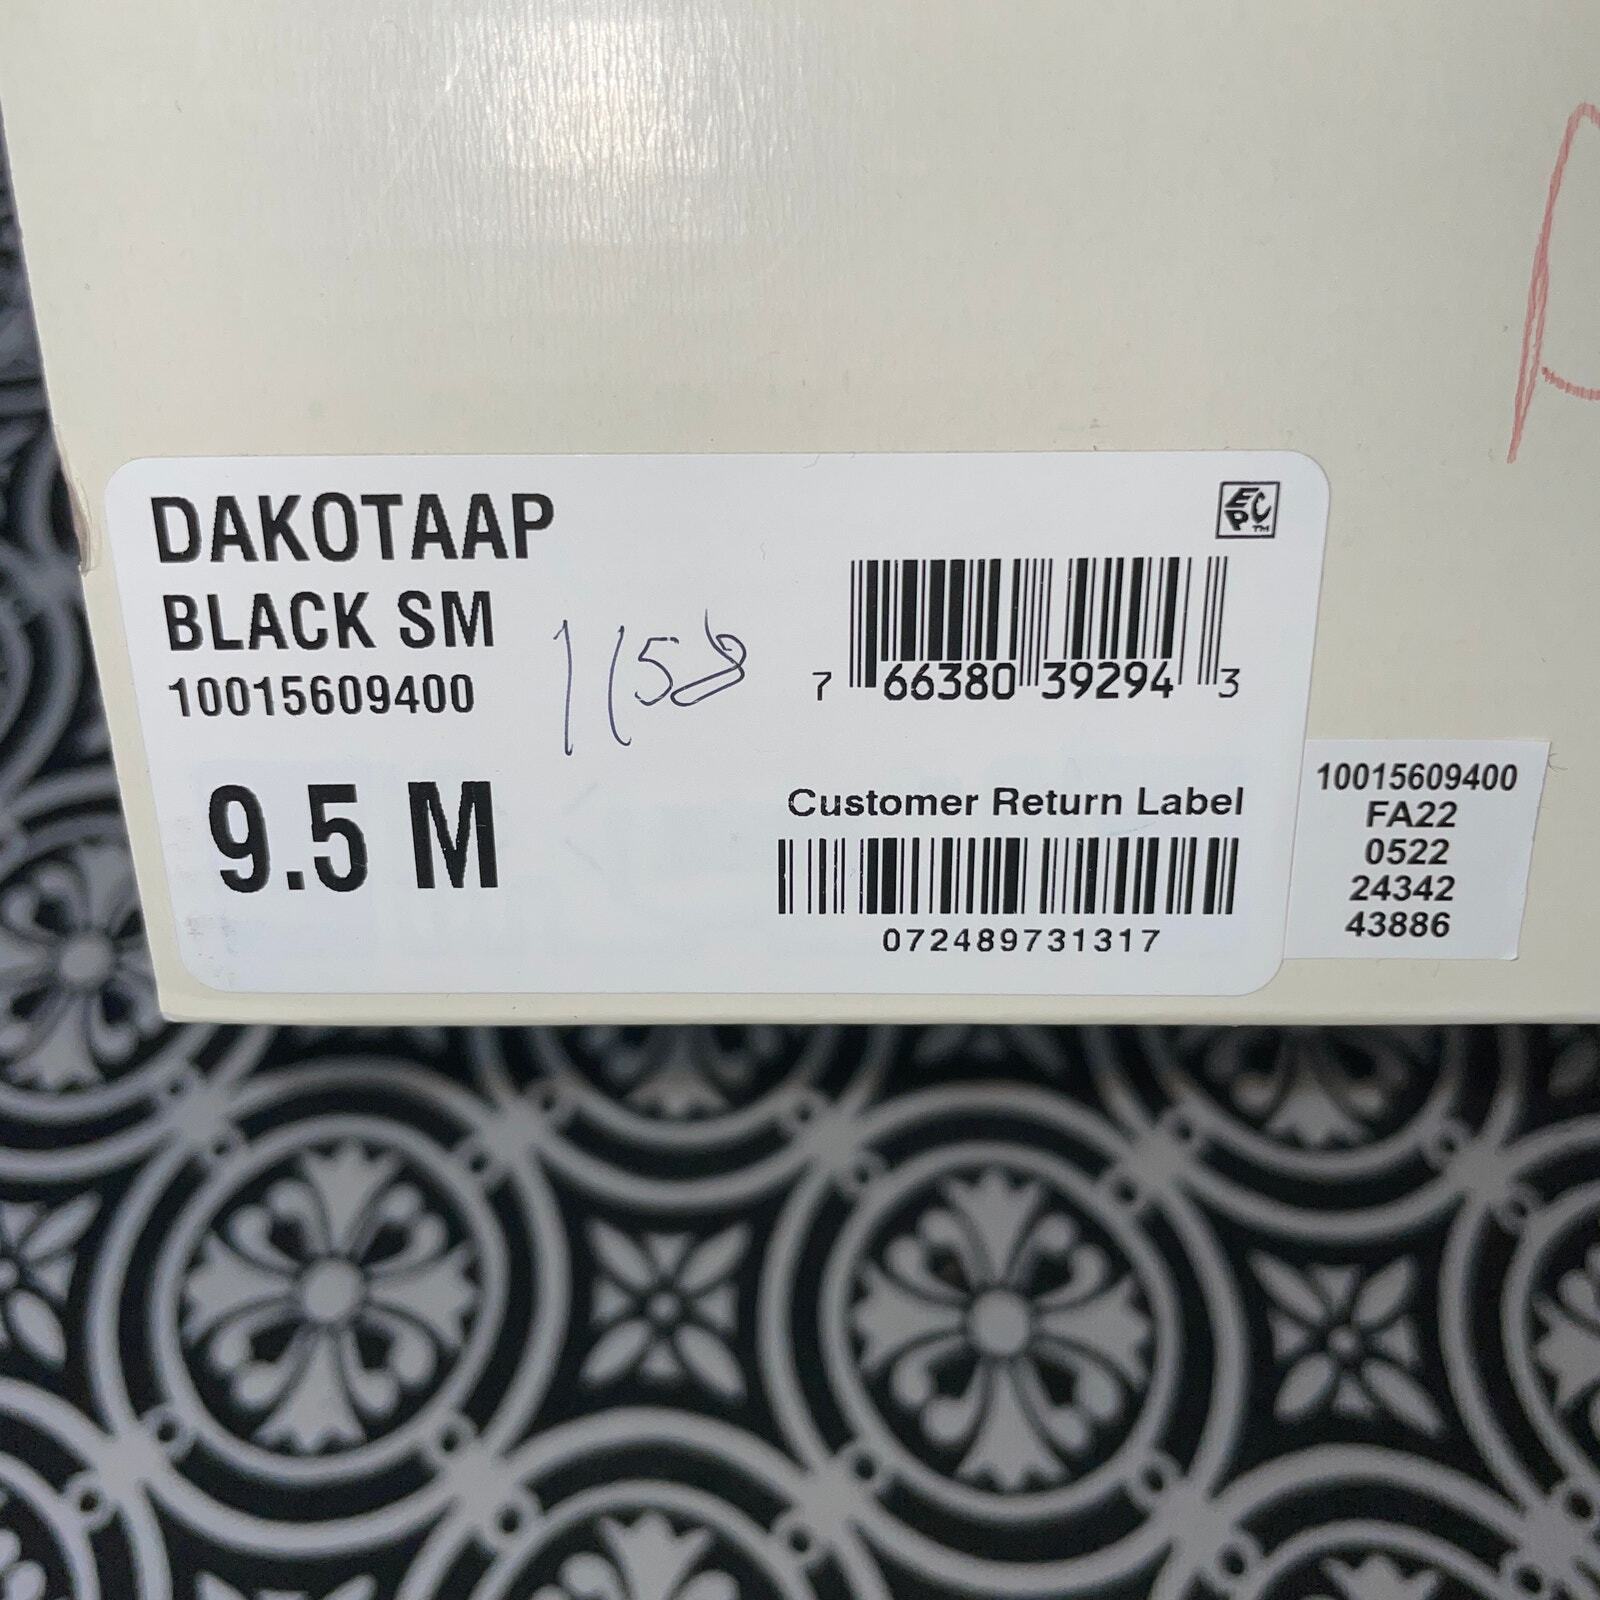 DAKOTAAP
BLACK SM
10015609400
9.5 M
EPC™
7 66380 39294 3
Customer Return Label
072489731317
10015609400
FA22
0522
24342
43886